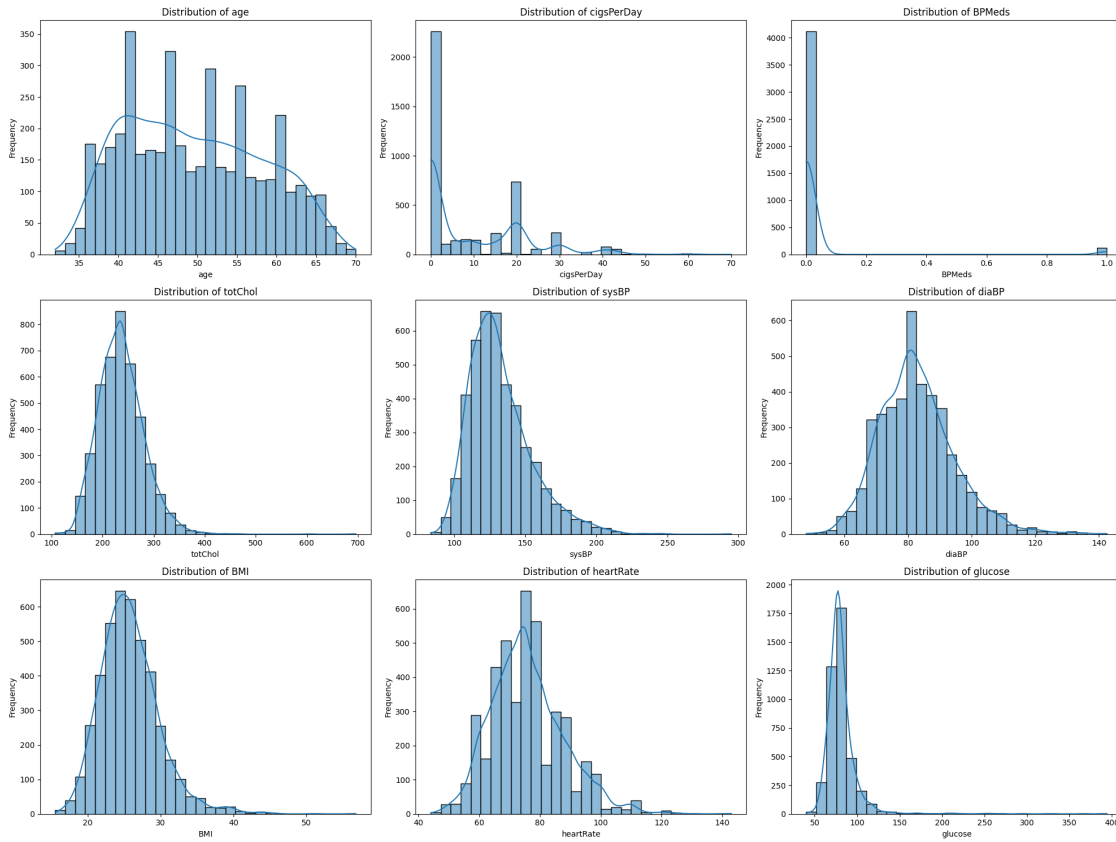 Distribution of age
Frequency
350
300
250
200
150
100
50
0
35 40 45 50 55 60 65 70
age
Distribution of cigsPerDay
Frequency
2000
1500
1000
500
0
0 10 20 30 40 50 60 70
cigsPerDay
Distribution of BPMeds
Frequency
4000
3500
3000
2500
2000
1500
1000
500
0
0.0 0.2 0.4 0.6 0.8 1.0
BPMeds
Distribution of totChol
Frequency
800
700
600
500
400
300
200
100
0
100 200 300 400 500 600 700
totChol
Distribution of sysBP
Frequency
600
500
400
300
200
100
0
100 150 200 250 300
sysBP
Distribution of diaBP
Frequency
600
500
400
300
200
100
0
60 80 100 120 140
diaBP
Distribution of BMI
Frequency
600
500
400
300
200
100
0
20 30 40 50
BMI
Distribution of heartRate
Frequency
600
500
400
300
200
100
0
40 60 80 100 120 140
heartRate
Distribution of glucose
Frequency
2000
1750
1500
1250
1000
750
500
250
0
50 100 150 200 250 300 350 400
glucose